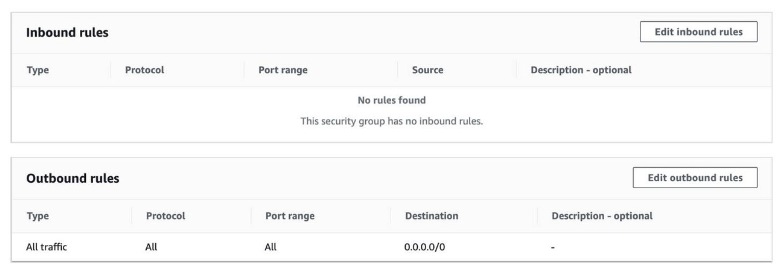 Inbound rules Edit inbound rules
Type Protocol Port range Source Description - optional
No rules found
This security group has no inbound rules.
Outbound rules Edit outbound rules
Type Protocol Port range Destination Description - optional
All traffic All All 0.0.0.0/0 -